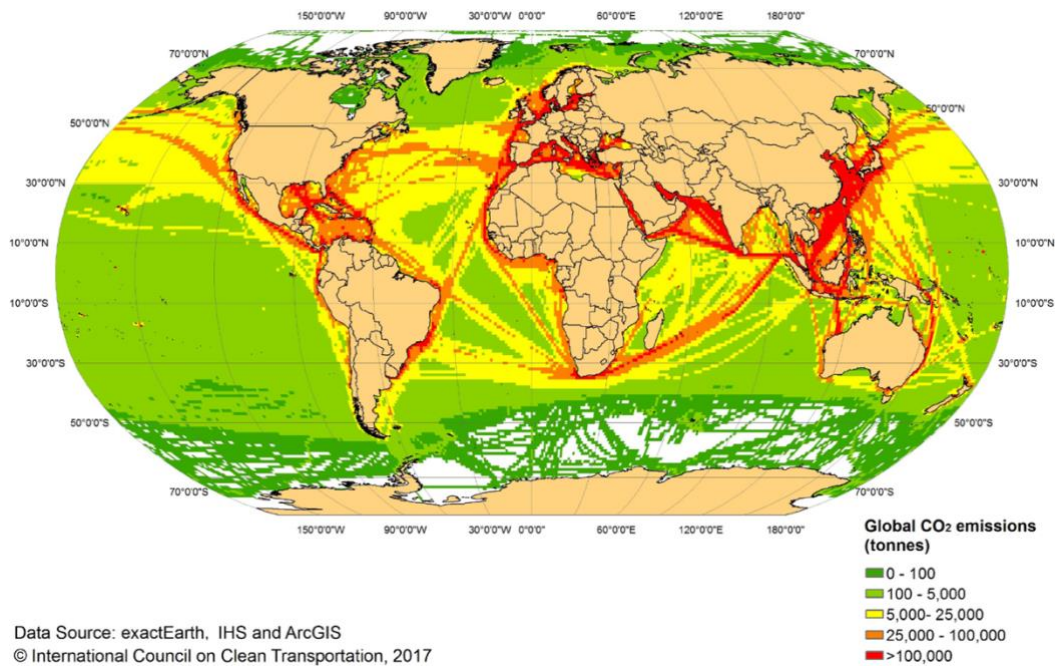 150°0'0"W 90°0'0"W 30°0'0"W 0°0'0" 60°0'0"E 120°0'0"E 180°0'0"
70°0'0"N 70°0'0"N
50°0'0"N 50°0'0"N
30°0'0"N 30°0'0"N
10°0'0"N 10°0'0"N
10°0'0"S 10°0'0"S
30°0'0"S 30°0'0"S
50°0'0"S 50°0'0"S
70°0'0"S 70°0'0"S
150°0'0"W 90°0'0"W 30°0'0"W 0°0'0" 60°0'0"E 120°0'0"E 180°0'0"
Global CO₂ emissions
(tonnes)
0 - 100
100 - 5,000
5,000- 25,000
25,000 - 100,000
>100,000
Data Source: exactEarth, IHS and ArcGIS
© International Council on Clean Transportation, 2017